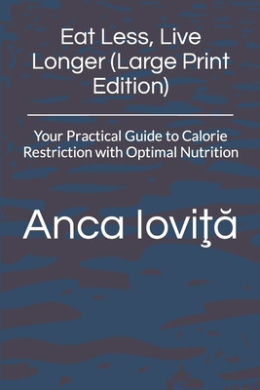 Eat Less, Live
Longer (Large Print
Edition)
Your Practical Guide to Calorie
Restriction with Optimal Nutrition
Anca Ioviţă